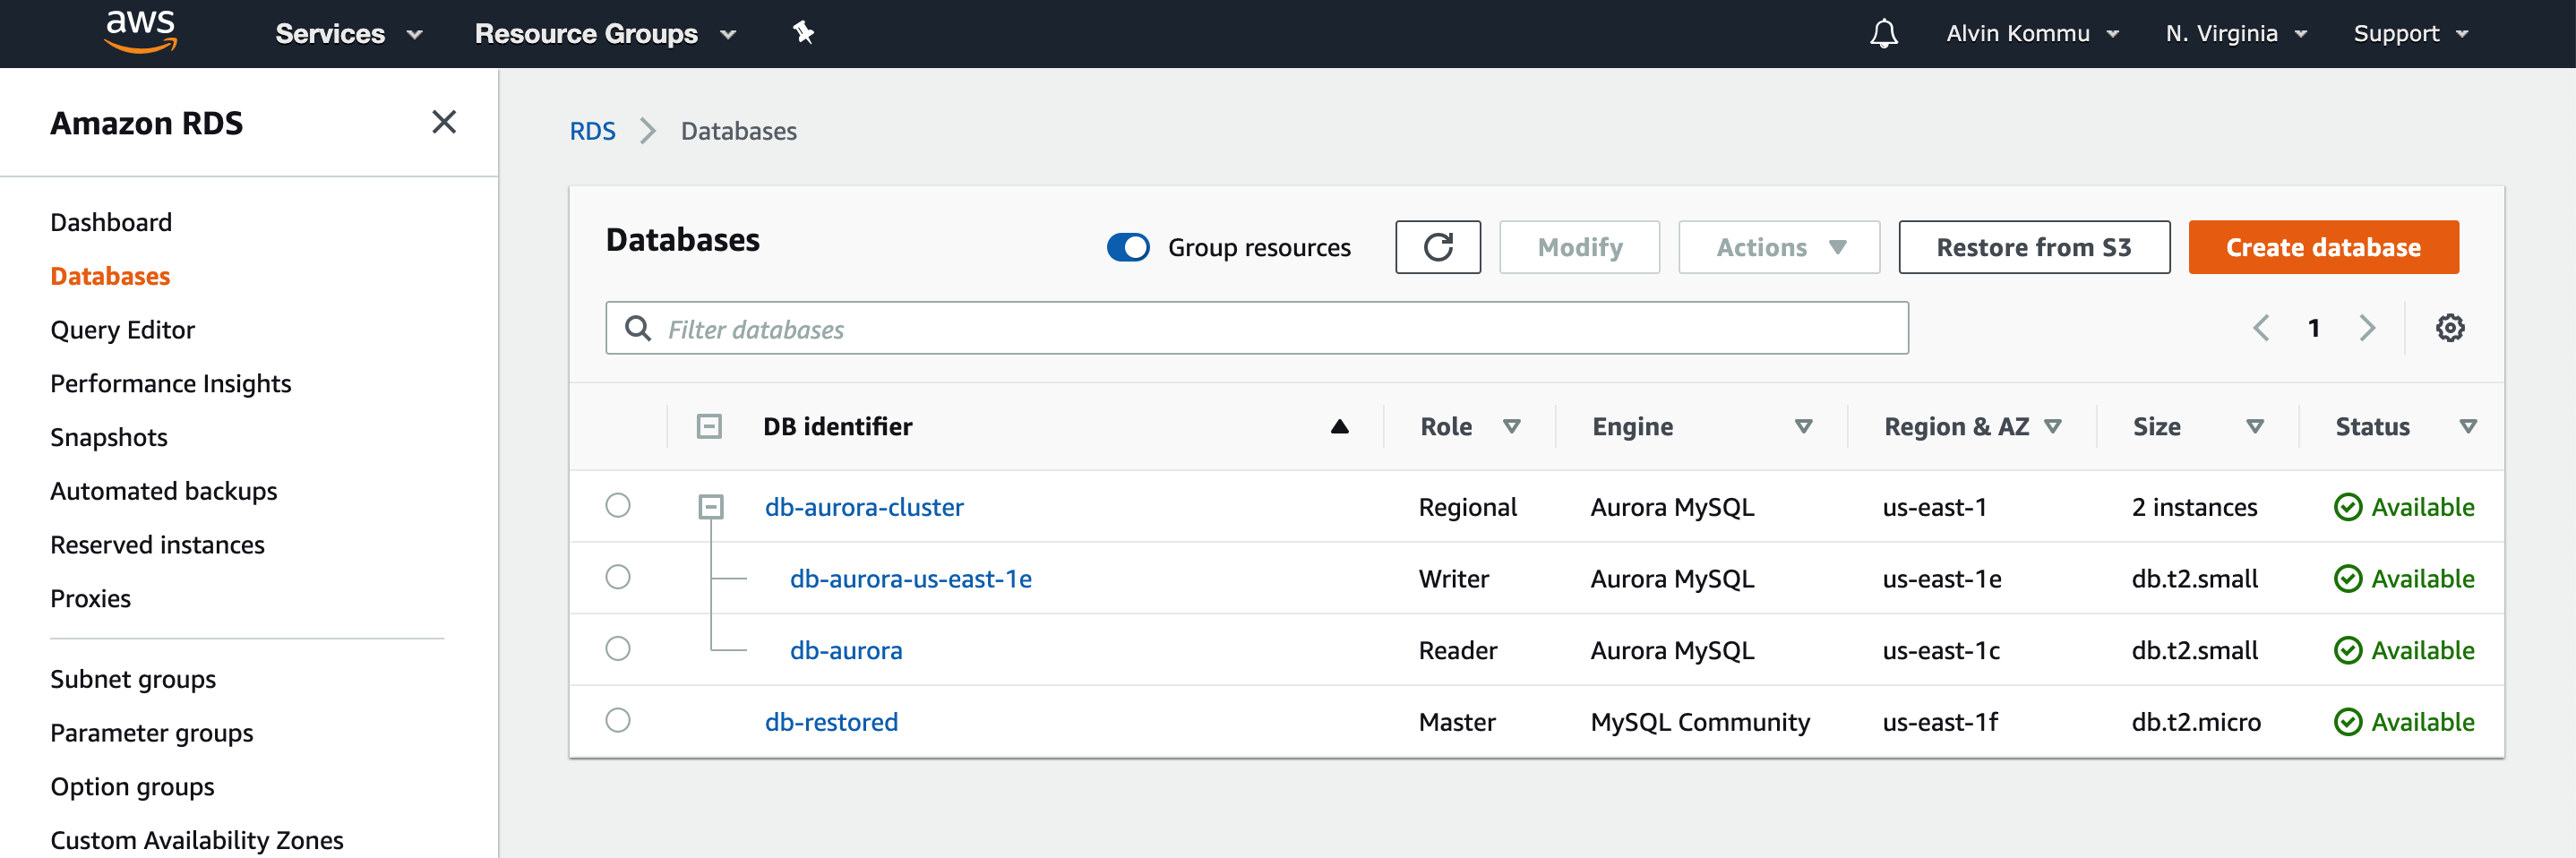 aws Services Resource Groups Alvin Kommu N. Virginia Support
Amazon RDS
Dashboard
Databases
Query Editor
Performance Insights
Snapshots
Automated backups
Reserved instances
Proxies
Subnet groups
Parameter groups
Option groups
Custom Availability Zones
RDS Databases
Databases Group resources Modify Actions Restore from S3 Create database
Filter databases 1
DB identifier Role Engine Region & AZ Size Status
db-aurora-cluster Regional Aurora MySQL us-east-1 2 instances Available
db-aurora-us-east-1e Writer Aurora MySQL us-east-1e db.t2.small Available
db-aurora Reader Aurora MySQL us-east-1c db.t2.small Available
db-restored Master MySQL Community us-east-1f db.t2.micro Available